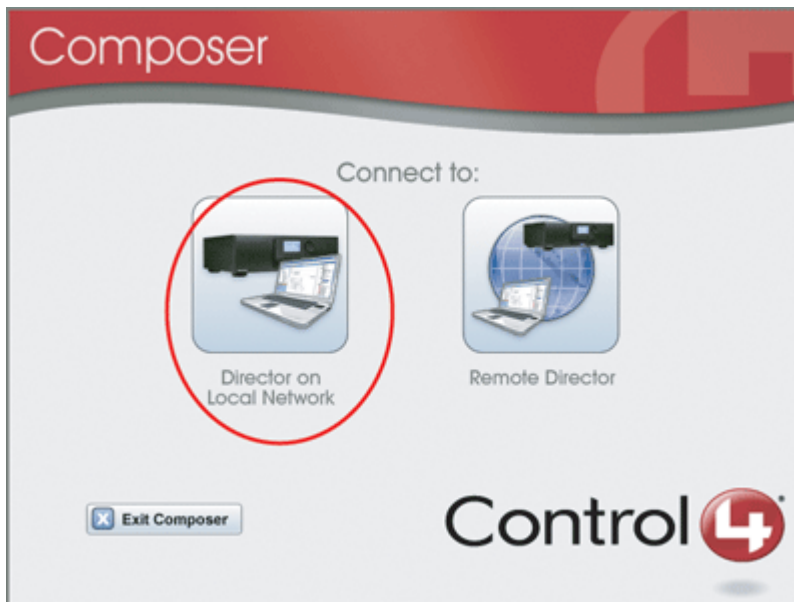 Composer
Connect to:
Director on
Local Network
Remote Director
Exit Composer
Control4